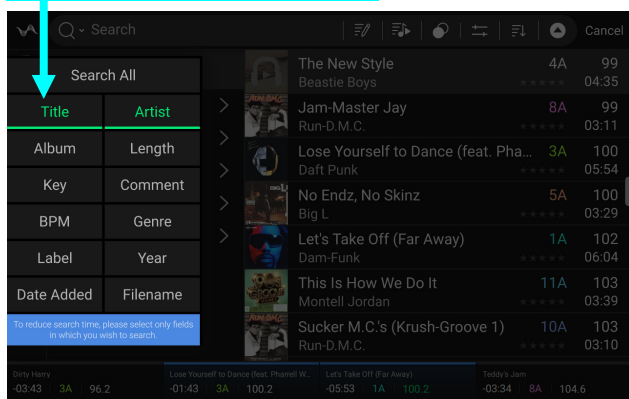 Search
Cancel
Search All
Title Artist
Album Length
Key Comment
BPM Genre
Label Year
Date Added Filename
To reduce search time, please select only fields
in which you wish to search.
The New Style 4A 99
Beastie Boys 04:35
Jam-Master Jay 8A 99
Run-D.M.C. 03:11
Lose Yourself to Dance (feat. Pha... 3A 100
Daft Punk 05:54
No Endz, No Skinz 5A 100
Big L 03:29
Let's Take Off (Far Away) 1A 102
Dam-Funk 06:04
This Is How We Do It 11A 103
Montell Jordan 03:39
Sucker M.C.'s (Krush-Groove 1) 10A 103
Run-D.M.C. 03:10
Dirty Harry
-03:43 3A 96.2
Lose Yourself to Dance (feat. Pharrell W...
-01:43 3A 100.2
Let's Take Off (Far Away)
-05:53 1A 100.2
Teddy's Jam
-03:34 8A 104.6